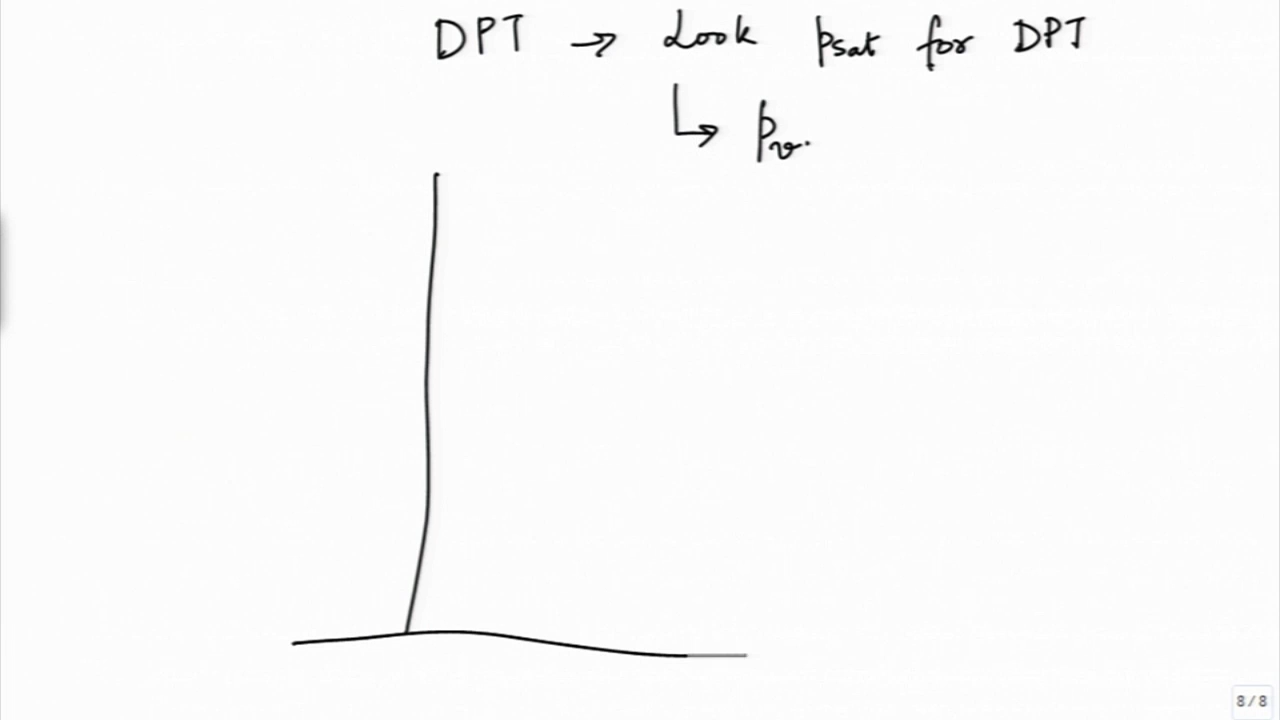 DPT → Look psat for DPT
↳ pv.
8/8